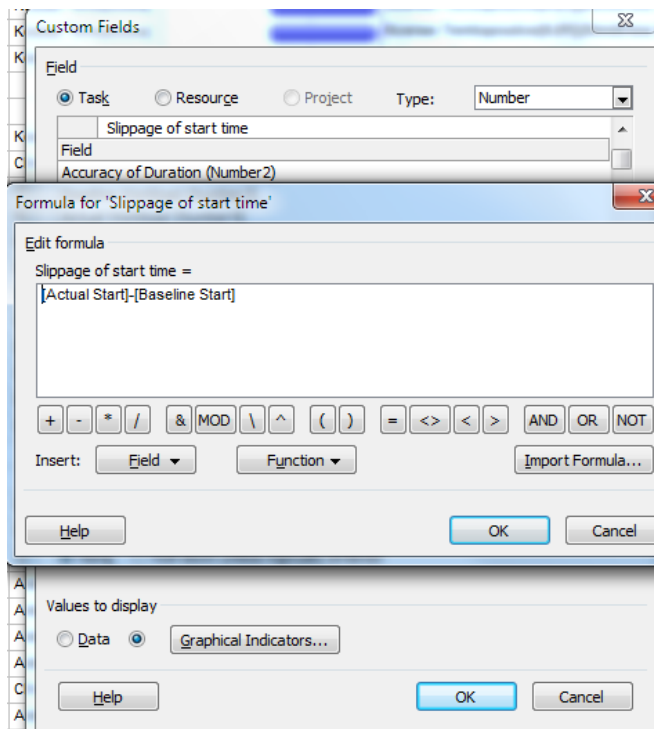 K Custom Fields
K Field
Task Resource Project Type: Number
K Slippage of start time
Field
C Accuracy of Duration (Number2)
Formula for 'Slippage of start time'
Edit formula
Slippage of start time =
[Actual Start]-[Baseline Start]
+ - * / & MOD \ ^ ( ) = <> < > AND OR NOT
Insert: Field Function Import Formula...
Help OK Cancel
A
A Values to display
A Data Graphical Indicators...
A
C Help OK Cancel
A